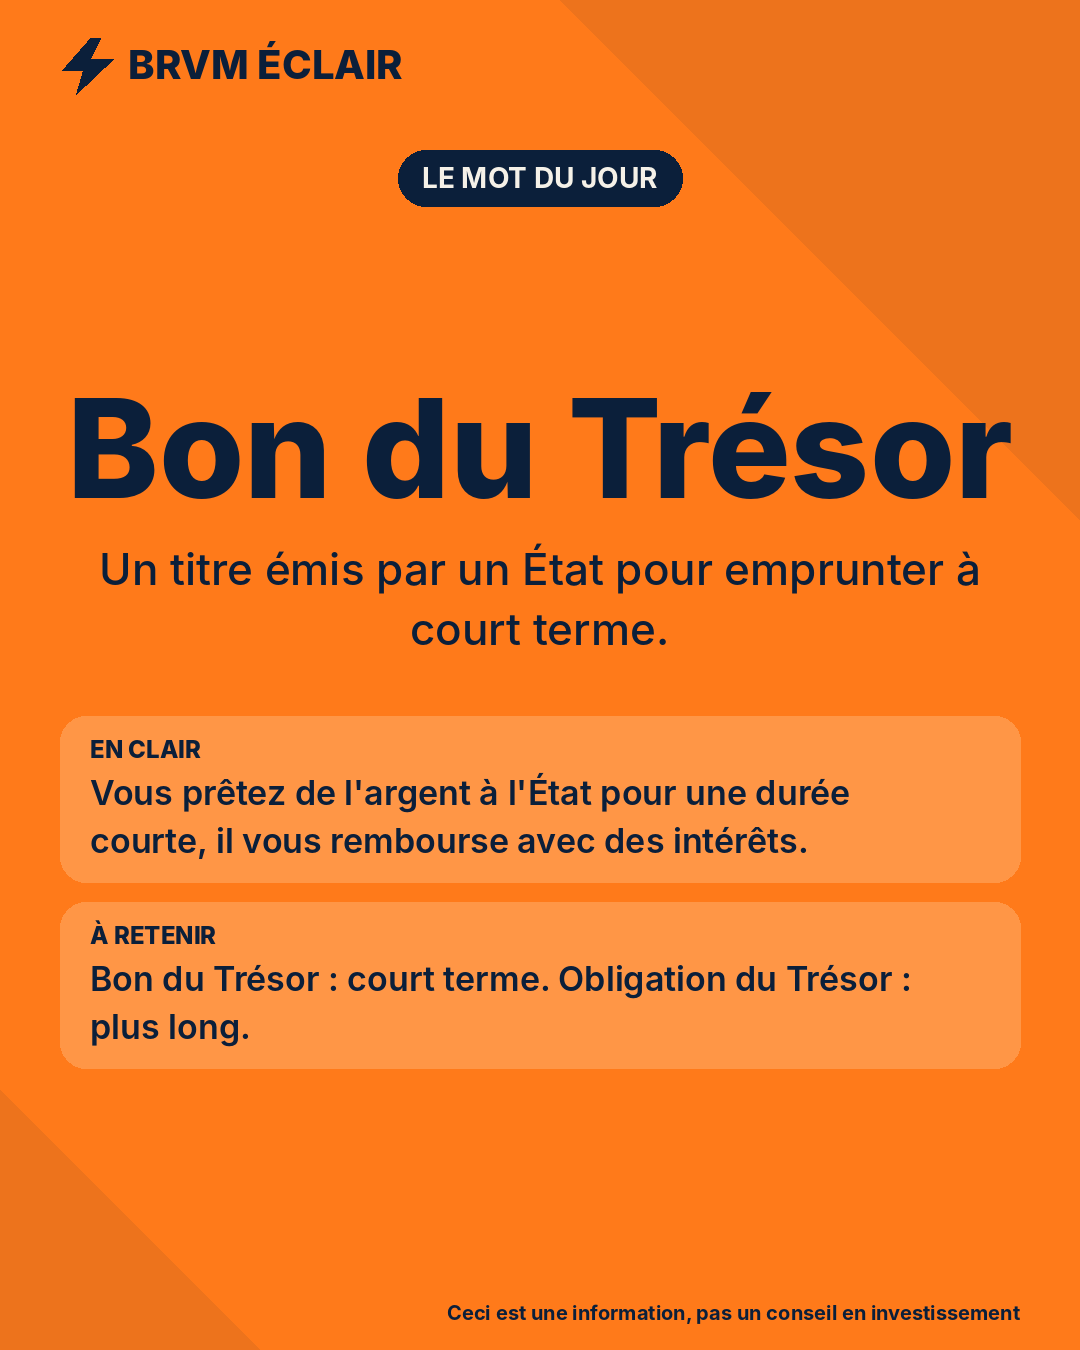 BRVM ÉCLAIR
LE MOT DU JOUR
Bon du Trésor
Un titre émis par un État pour emprunter à
court terme.
EN CLAIR
Vous prêtez de l'argent à l'État pour une durée
courte, il vous rembourse avec des intérêts.
À RETENIR
Bon du Trésor : court terme. Obligation du Trésor :
plus long.
Ceci est une information, pas un conseil en investissement